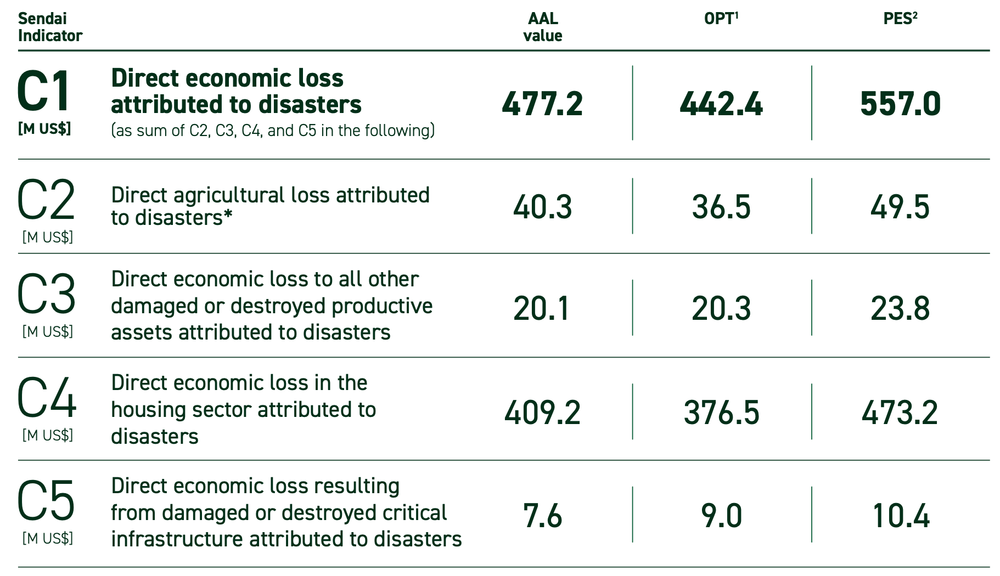 Sendai
Indicator
AAL
value
OPT¹
PES²
C1
[M US$]
Direct economic loss
attributed to disasters
(as sum of C2, C3, C4, and C5 in the following)
477.2
442.4
557.0
C2
[M US$]
Direct agricultural loss attributed
to disasters*
40.3
36.5
49.5
C3
[M US$]
Direct economic loss to all other
damaged or destroyed productive
assets attributed to disasters
20.1
20.3
23.8
C4
[M US$]
Direct economic loss in the
housing sector attributed to
disasters
409.2
376.5
473.2
C5
[M US$]
Direct economic loss resulting
from damaged or destroyed critical
infrastructure attributed to disasters
7.6
9.0
10.4